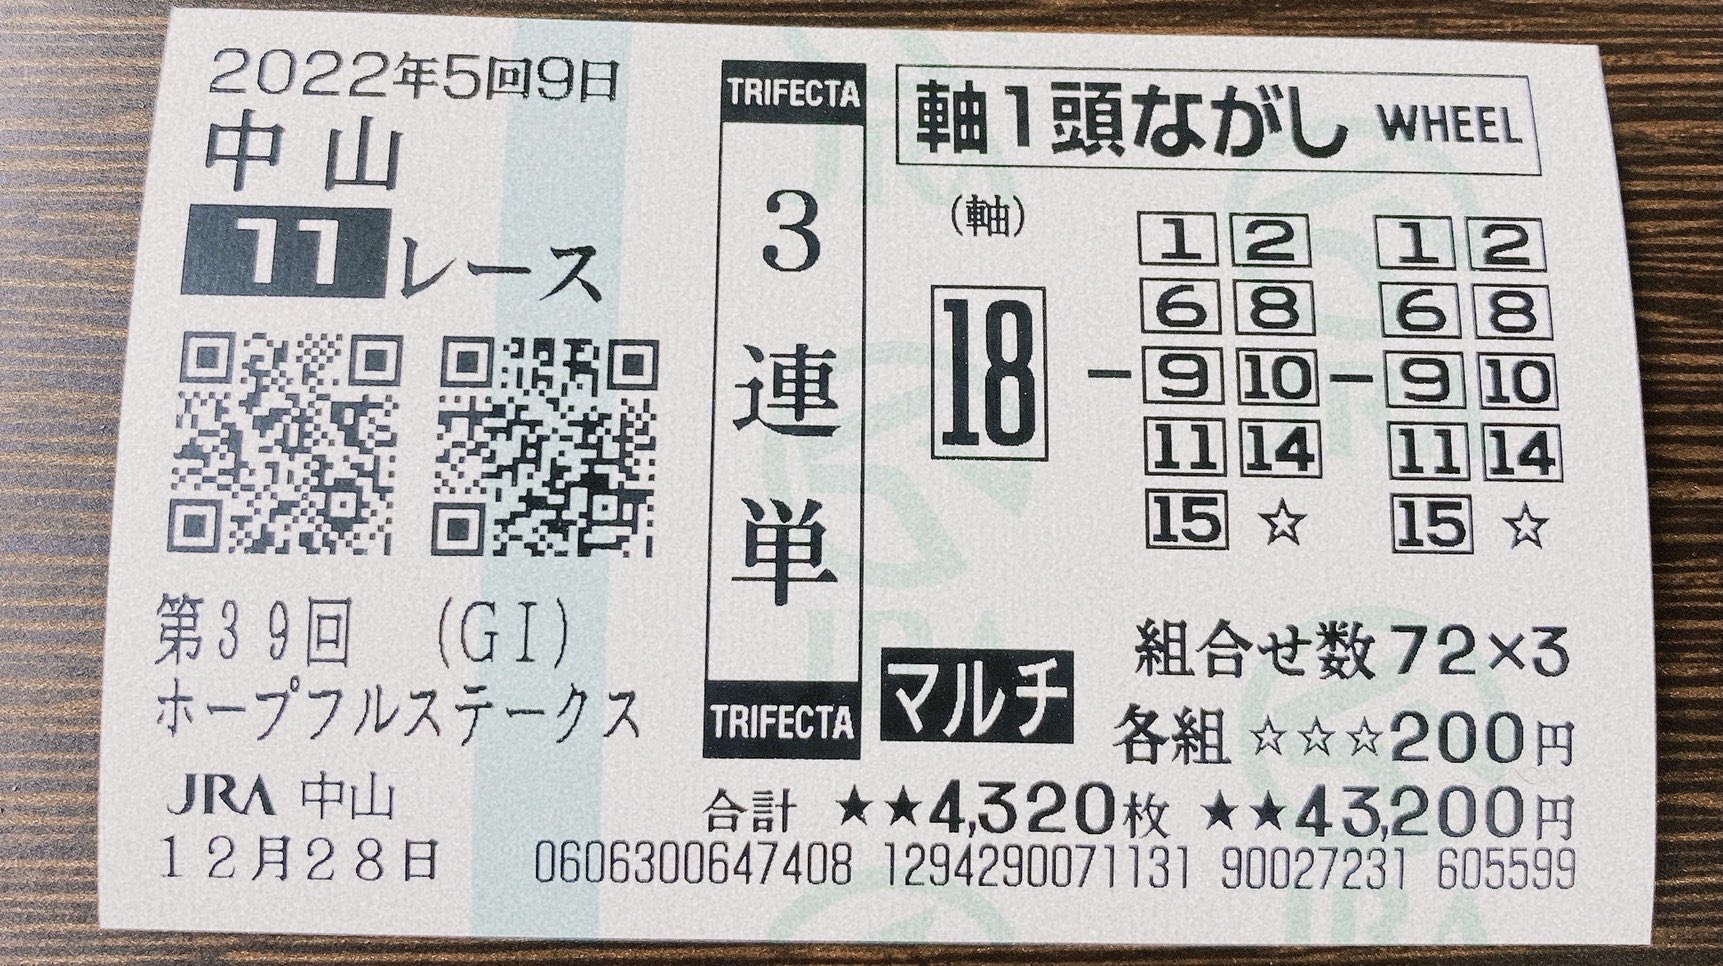 2022年5回9日
中山
11レース
第39回 (GI)
ホープフルステークス
JRA 中山
12月28日
TRIFECTA
3連単
TRIFECTA
軸1頭ながし WHEEL
(軸)
18
1 2 1 2
6 8 6 8
- 9 10 - 9 10
11 14 11 14
15 ☆ 15 ☆
マルチ
組合せ数 72×3
各組 ☆☆☆200円
合計 ★★4,320枚 ★★43,200円
0606300647408 1294290071131 90027231 605599